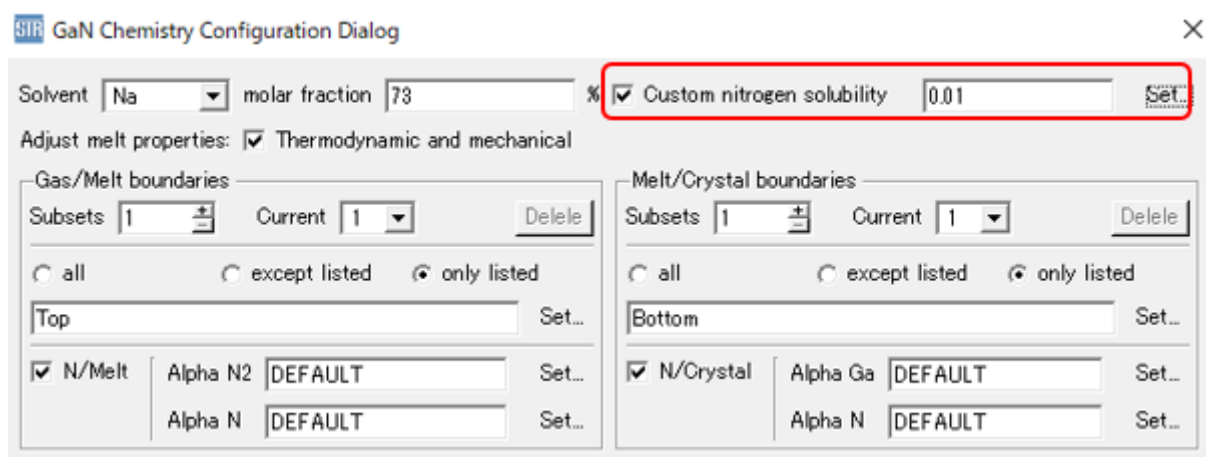 STR GaN Chemistry Configuration Dialog
Solvent Na molar fraction 73 % Custom nitrogen solubility 0.01 Set...
Adjust melt properties: Thermodynamic and mechanical
Gas/Melt boundaries
Subsets 1 Current 1 Delele
all except listed only listed
Top Set...
N/Melt Alpha N2 DEFAULT Set...
Alpha N DEFAULT Set...
Melt/Crystal boundaries
Subsets 1 Current 1 Delele
all except listed only listed
Bottom Set...
N/Crystal Alpha Ga DEFAULT Set...
Alpha N DEFAULT Set...